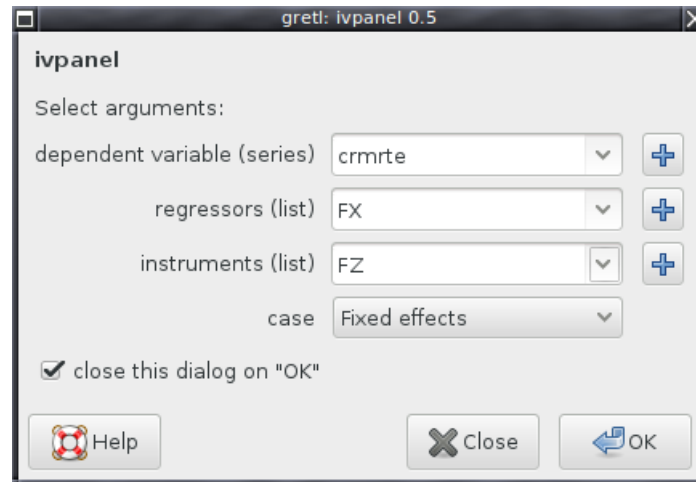 gretl: ivpanel 0.5
ivpanel
Select arguments:
dependent variable (series) crmrte
regressors (list) FX
instruments (list) FZ
case Fixed effects
close this dialog on "OK"
Help Close OK